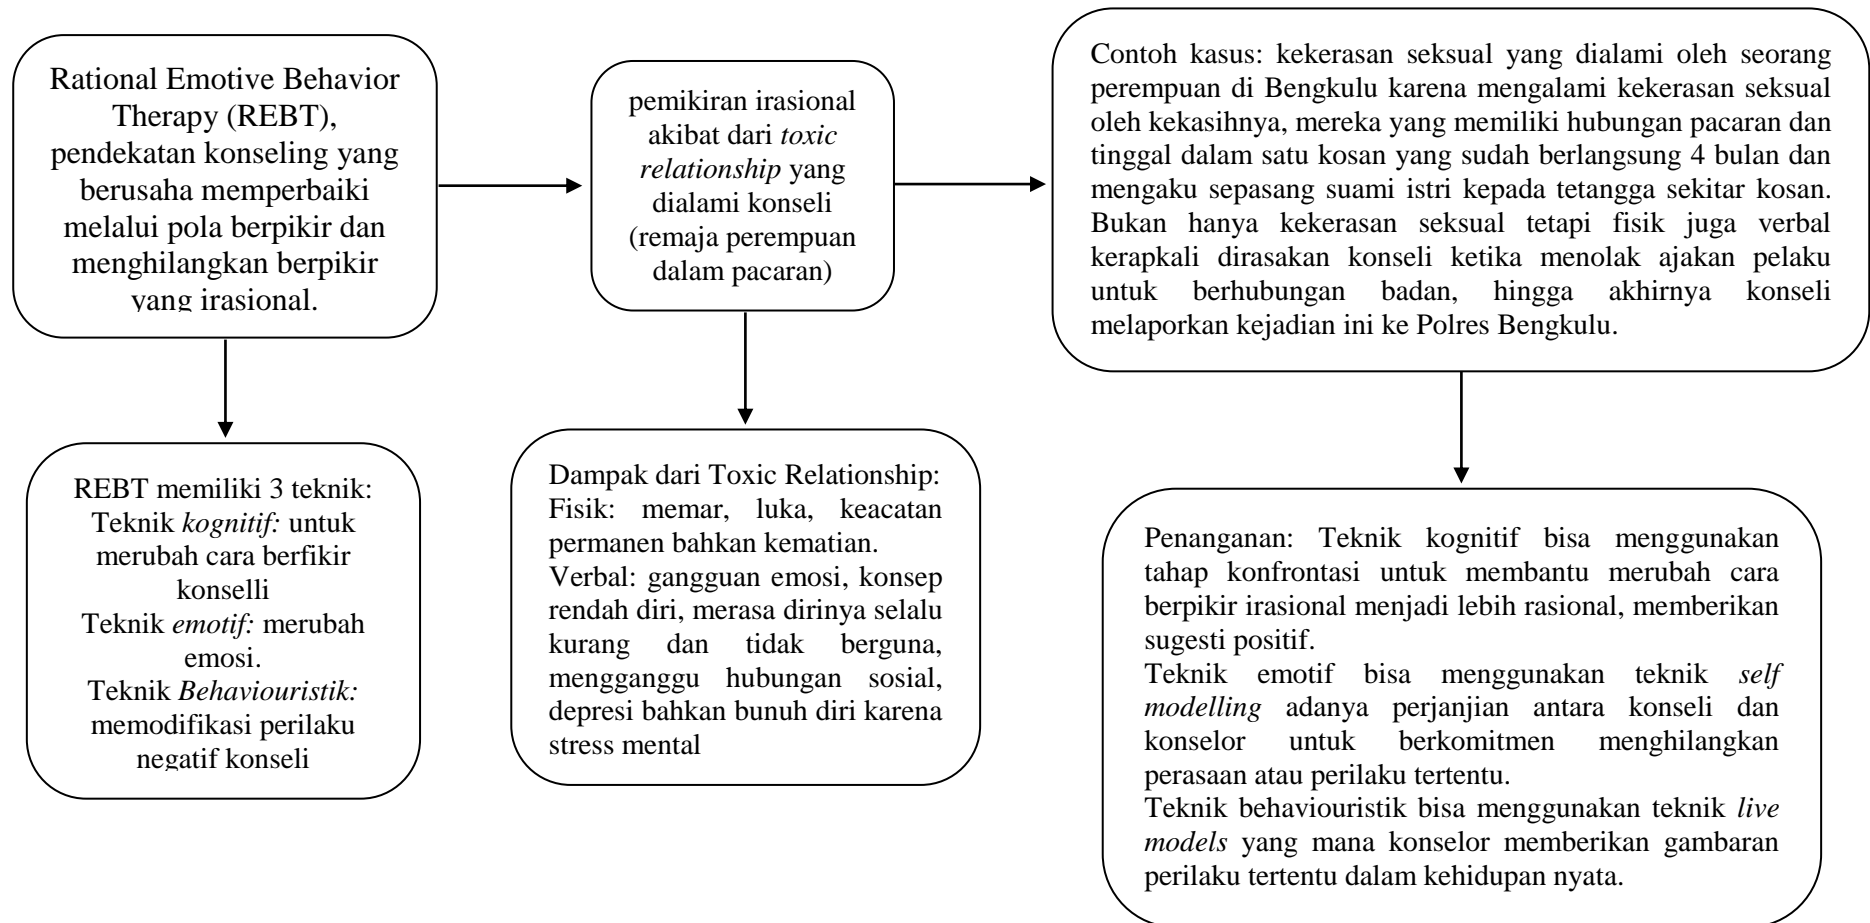 Rational Emotive Behavior
Therapy (REBT),
pendekatan konseling yang
berusaha memperbaiki
melalui pola berpikir dan
menghilangkan berpikir
yang irasional.
pemikiran irasional
akibat dari toxic
relationship yang
dialami konseli
(remaja perempuan
dalam pacaran)
Contoh kasus: kekerasan seksual yang dialami oleh seorang
perempuan di Bengkulu karena mengalami kekerasan seksual
oleh kekasihnya, mereka yang memiliki hubungan pacaran dan
tinggal dalam satu kosan yang sudah berlangsung 4 bulan dan
mengaku sepasang suami istri kepada tetangga sekitar kosan.
Bukan hanya kekerasan seksual tetapi fisik juga verbal
kerapkali dirasakan konseli ketika menolak ajakan pelaku
untuk berhubungan badan, hingga akhirnya konseli
melaporkan kejadian ini ke Polres Bengkulu.
REBT memiliki 3 teknik:
Teknik kognitif: untuk
merubah cara berfikir
konselli
Teknik emotif: merubah
emosi.
Teknik Behaviouristik:
memodifikasi perilaku
negatif konseli
Dampak dari Toxic Relationship:
Fisik: memar, luka, keacatan
permanen bahkan kematian.
Verbal: gangguan emosi, konsep
rendah diri, merasa dirinya selalu
kurang dan tidak berguna,
mengganggu hubungan sosial,
depresi bahkan bunuh diri karena
stress mental
Penanganan: Teknik kognitif bisa menggunakan
tahap konfrontasi untuk membantu merubah cara
berpikir irasional menjadi lebih rasional, memberikan
sugesti positif.
Teknik emotif bisa menggunakan teknik self
modelling adanya perjanjian antara konseli dan
konselor untuk berkomitmen menghilangkan
perasaan atau perilaku tertentu.
Teknik behaviouristik bisa menggunakan teknik live
models yang mana konselor memberikan gambaran
perilaku tertentu dalam kehidupan nyata.